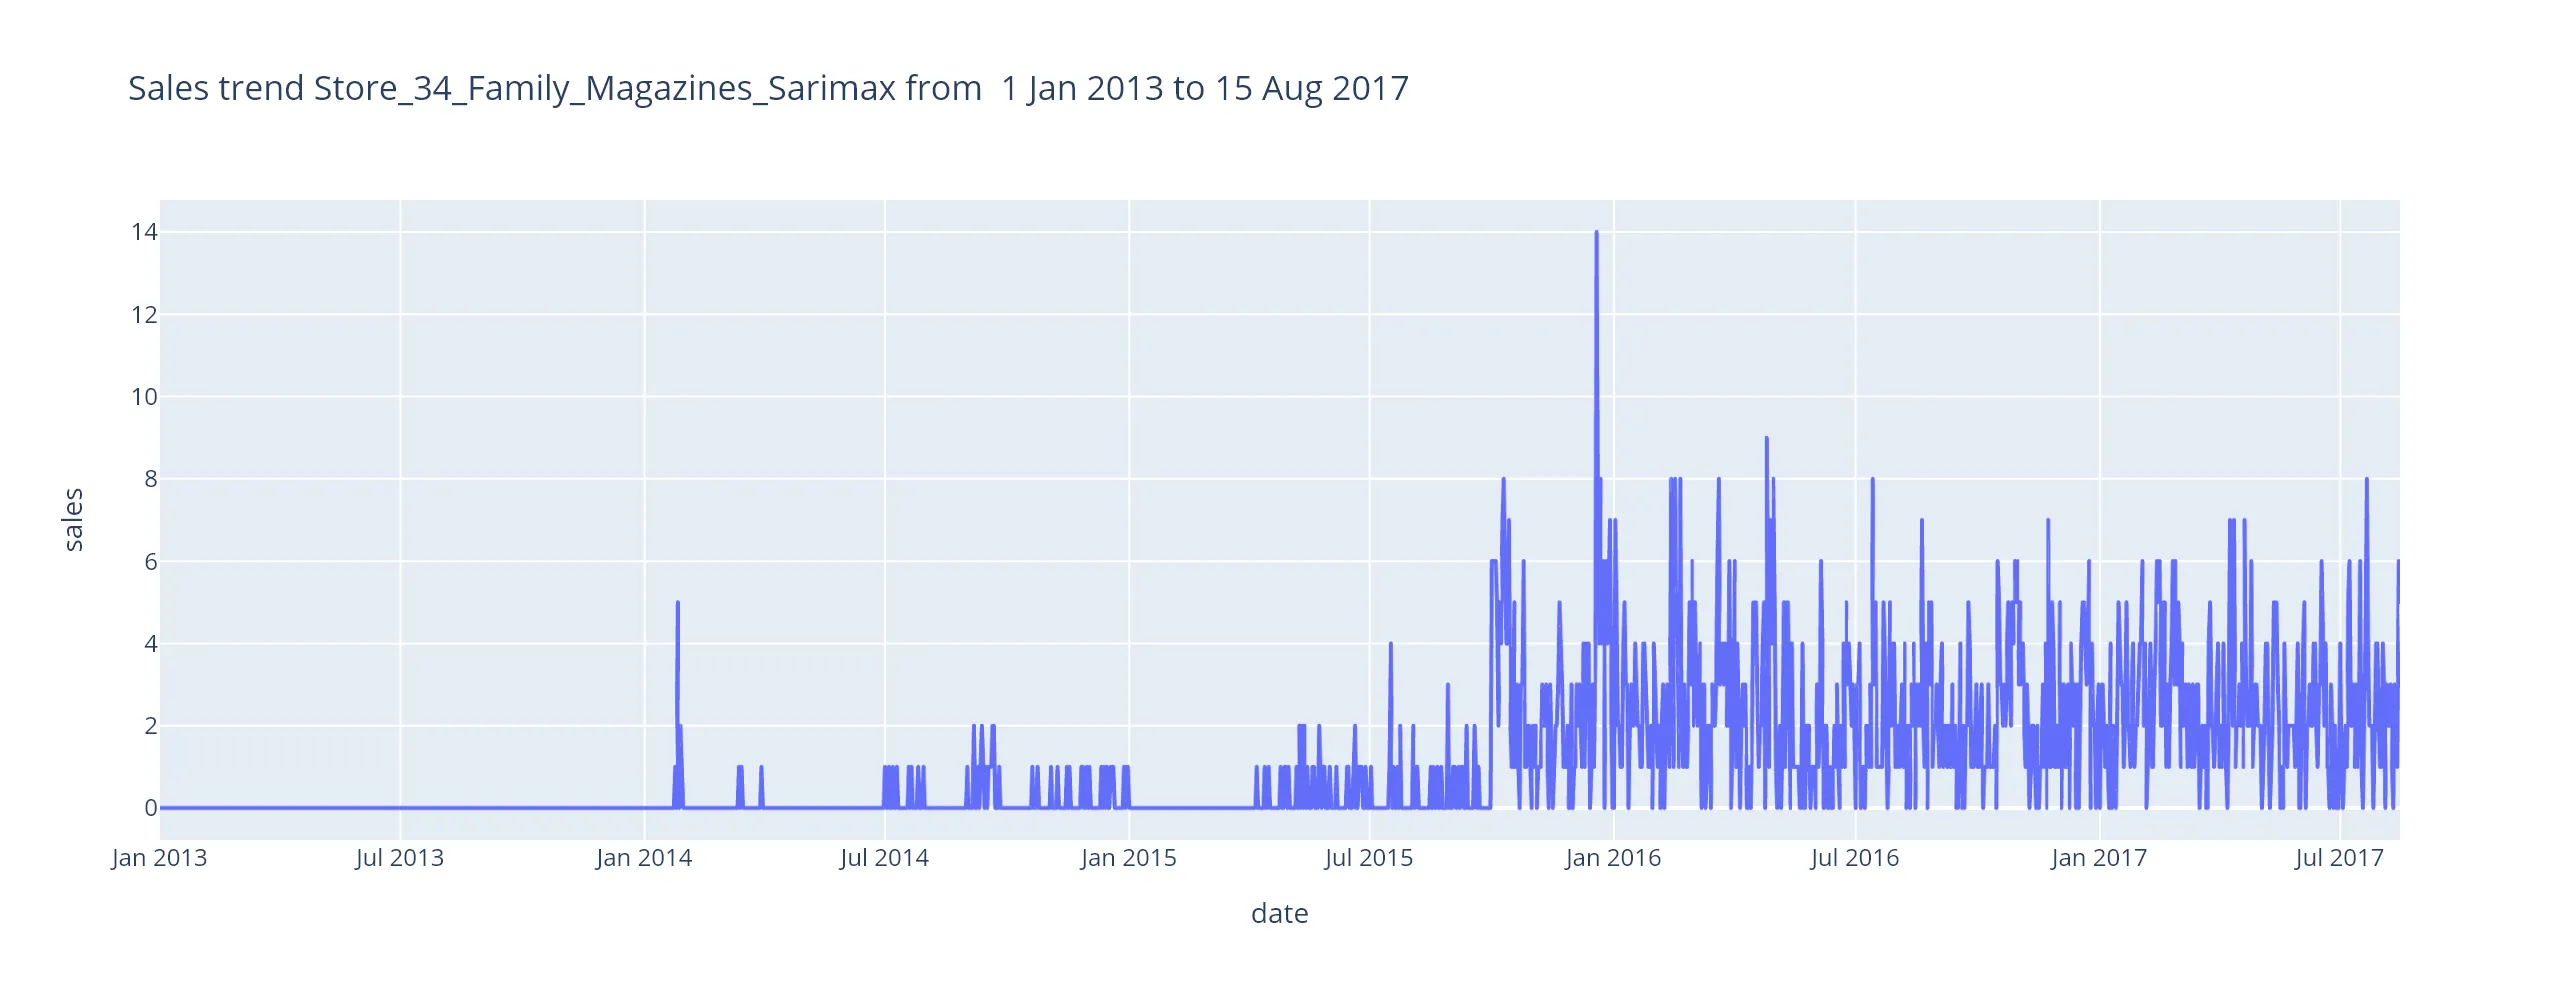 Sales trend Store_34_Family_Magazines_Sarimax from  1 Jan 2013 to 15 Aug 2017
14
12
10
8
6
4
2
0
sales
Jan 2013 Jul 2013 Jan 2014 Jul 2014 Jan 2015 Jul 2015 Jan 2016 Jul 2016 Jan 2017 Jul 2017
date